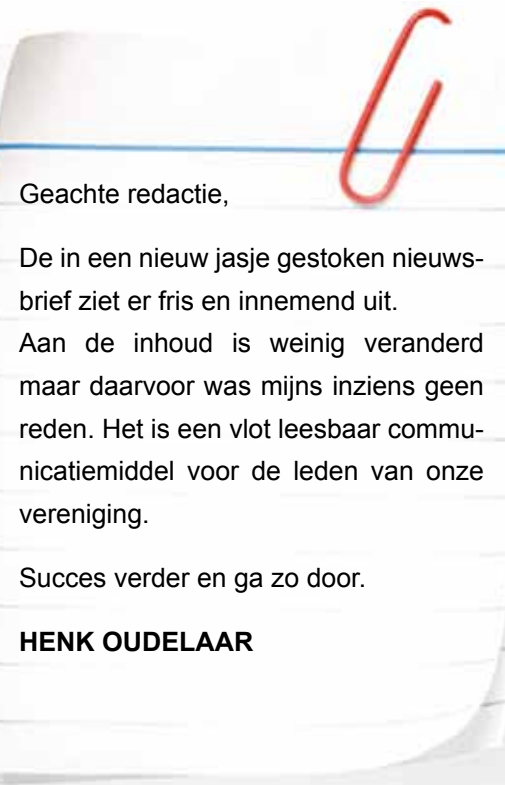 Geachte redactie,
De in een nieuw jasje gestoken nieuws-
brief ziet er fris en innemend uit.
Aan de inhoud is weinig veranderd
maar daarvoor was mijns inziens geen
reden. Het is een vlot leesbaar commu-
nicatiemiddel voor de leden van onze
vereniging.
Succes verder en ga zo door.
HENK OUDELAAR